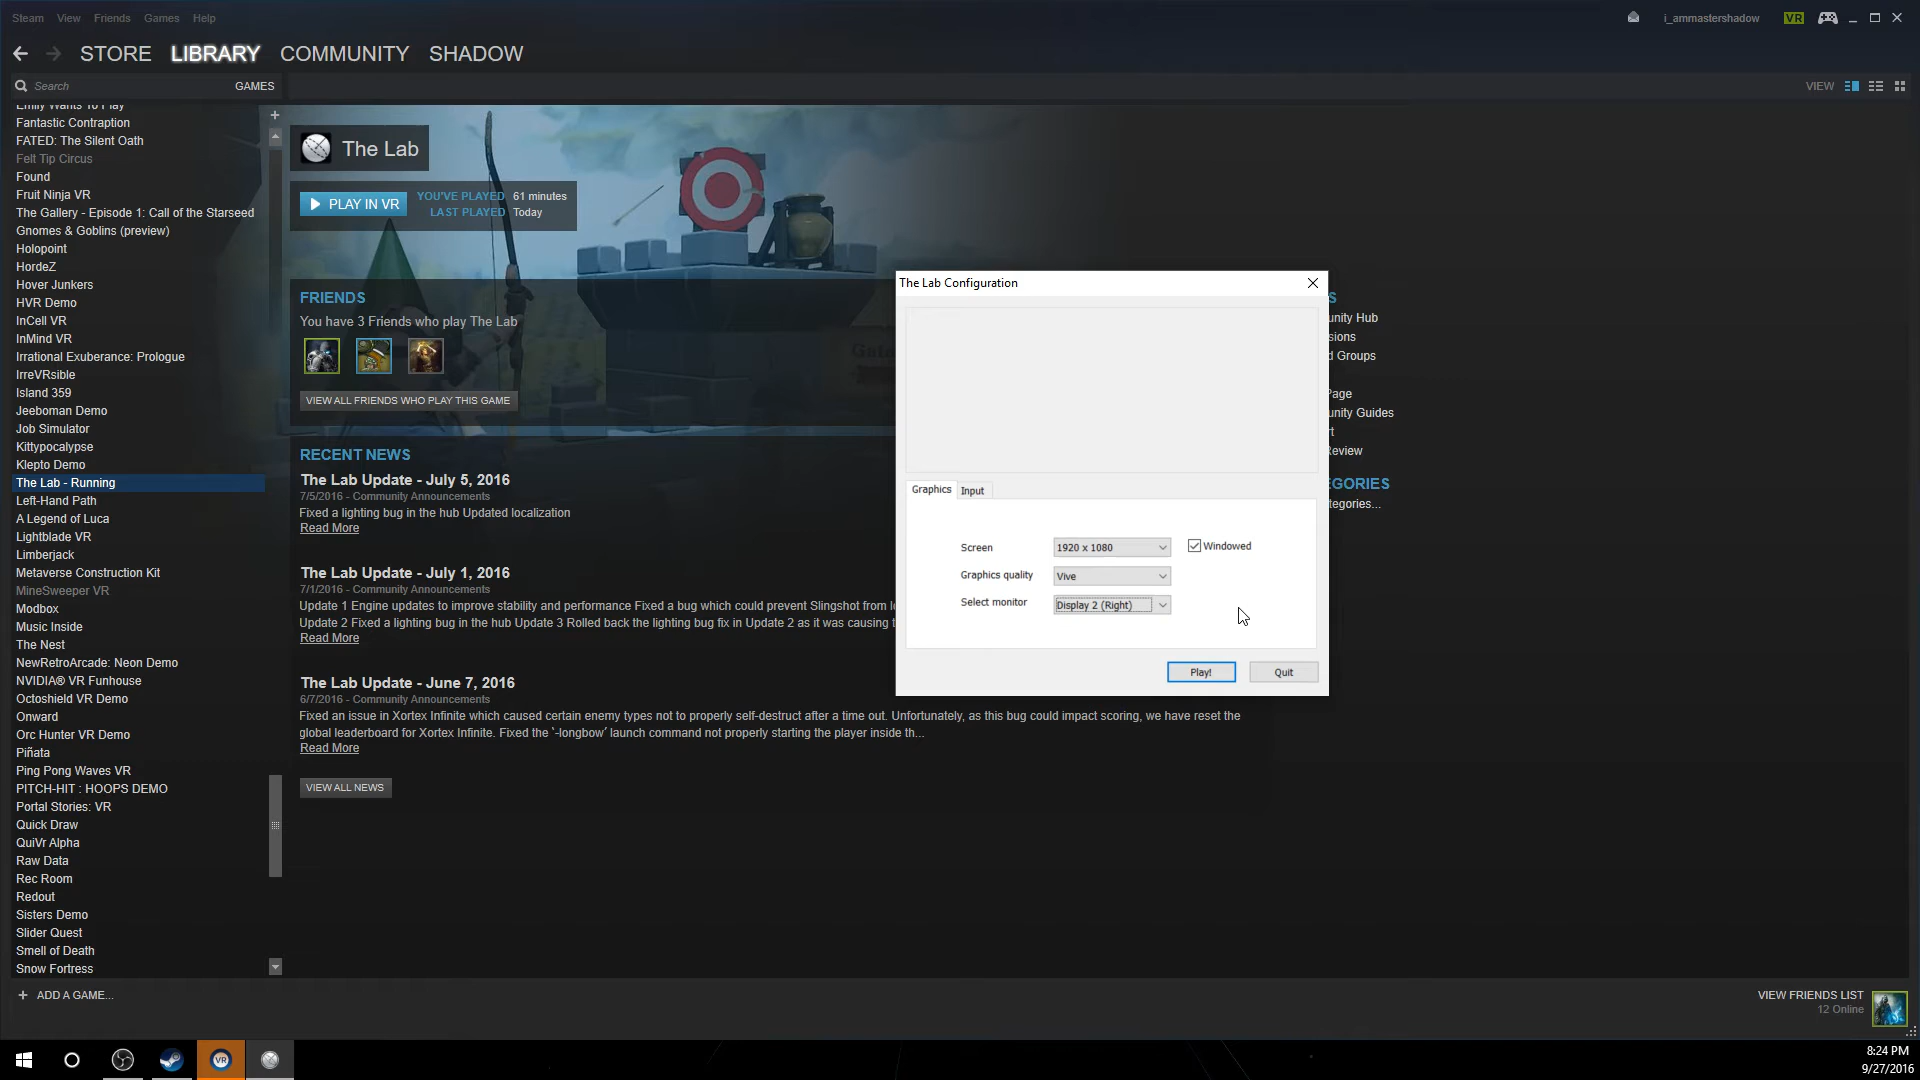 Steam View Friends Games Help
i_ammastershadow VR
STORE LIBRARY COMMUNITY SHADOW
Search GAMES
VIEW
Emily Wants To Play
Fantastic Contraption
FATED: The Silent Oath
Felt Tip Circus
Found
Fruit Ninja VR
The Gallery - Episode 1: Call of the Starseed
Gnomes & Goblins (preview)
Holopoint
HordeZ
Hover Junkers
HVR Demo
InCell VR
InMind VR
Irrational Exuberance: Prologue
IrreVRsible
Island 359
Jeeboman Demo
Job Simulator
Kittypocalypse
Klepto Demo
The Lab - Running
Left-Hand Path
A Legend of Luca
Lightblade VR
Limberjack
Metaverse Construction Kit
MineSweeper VR
Modbox
Music Inside
The Nest
NewRetroArcade: Neon Demo
NVIDIA® VR Funhouse
Octoshield VR Demo
Onward
Orc Hunter VR Demo
Piñata
Ping Pong Waves VR
PITCH-HIT : HOOPS DEMO
Portal Stories: VR
Quick Draw
QuiVr Alpha
Raw Data
Rec Room
Redout
Sisters Demo
Slider Quest
Smell of Death
Snow Fortress
ADD A GAME...
The Lab
PLAY IN VR
YOU'VE PLAYED 61 minutes
LAST PLAYED Today
FRIENDS
You have 3 Friends who play The Lab
VIEW ALL FRIENDS WHO PLAY THIS GAME
RECENT NEWS
The Lab Update - July 5, 2016
7/5/2016 - Community Announcements
Fixed a lighting bug in the hub Updated localization
Read More
The Lab Update - July 1, 2016
7/1/2016 - Community Announcements
Update 1 Engine updates to improve stability and performance Fixed a bug which could prevent Slingshot from l
Update 2 Fixed a lighting bug in the hub Update 3 Rolled back the lighting bug fix in Update 2 as it was causing t
Read More
The Lab Update - June 7, 2016
6/7/2016 - Community Announcements
Fixed an issue in Xortex Infinite which caused certain enemy types not to properly self-destruct after a time out. Unfortunately, as this bug could impact scoring, we have reset the
global leaderboard for Xortex Infinite. Fixed the `-longbow´ launch command not properly starting the player inside th...
Read More
VIEW ALL NEWS
The Lab Configuration
Graphics Input
Screen 1920 x 1080 Windowed
Graphics quality Vive
Select monitor Display 2 (Right)
Play! Quit
S
unity Hub
sions
d Groups
Page
unity Guides
rt
Review
GORIES
tegories...
VIEW FRIENDS LIST
12 Online
VR
8:24 PM
9/27/2016